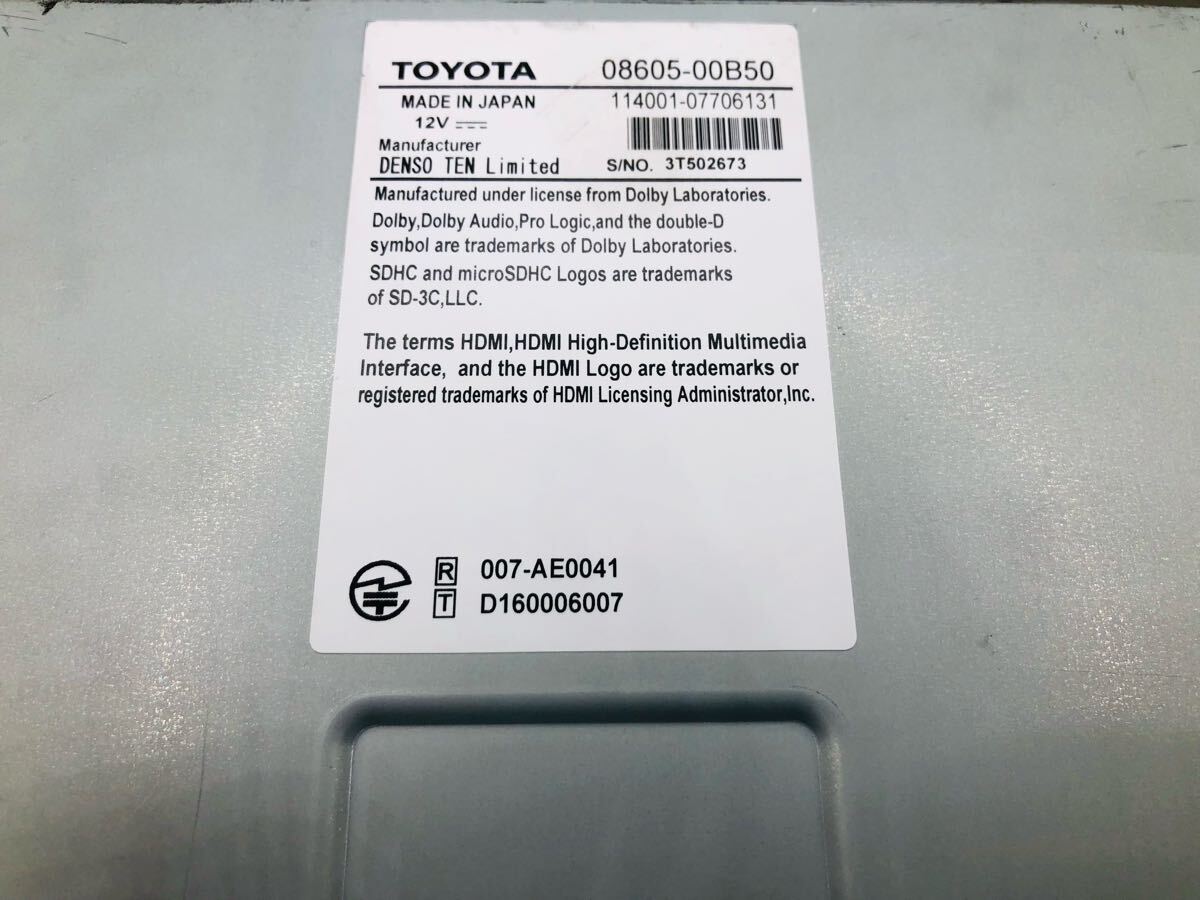 TOYOTA 08605-00B50
MADE IN JAPAN 114001-07706131
12V
Manufacturer
DENSO TEN Limited S/NO. 3T502673
Manufactured under license from Dolby Laboratories.
Dolby,Dolby Audio,Pro Logic,and the double-D
symbol are trademarks of Dolby Laboratories.
SDHC and microSDHC Logos are trademarks
of SD-3C,LLC.
The terms HDMI,HDMI High-Definition Multimedia
Interface, and the HDMI Logo are trademarks or
registered trademarks of HDMI Licensing Administrator,Inc.
R 007-AE0041
T D160006007